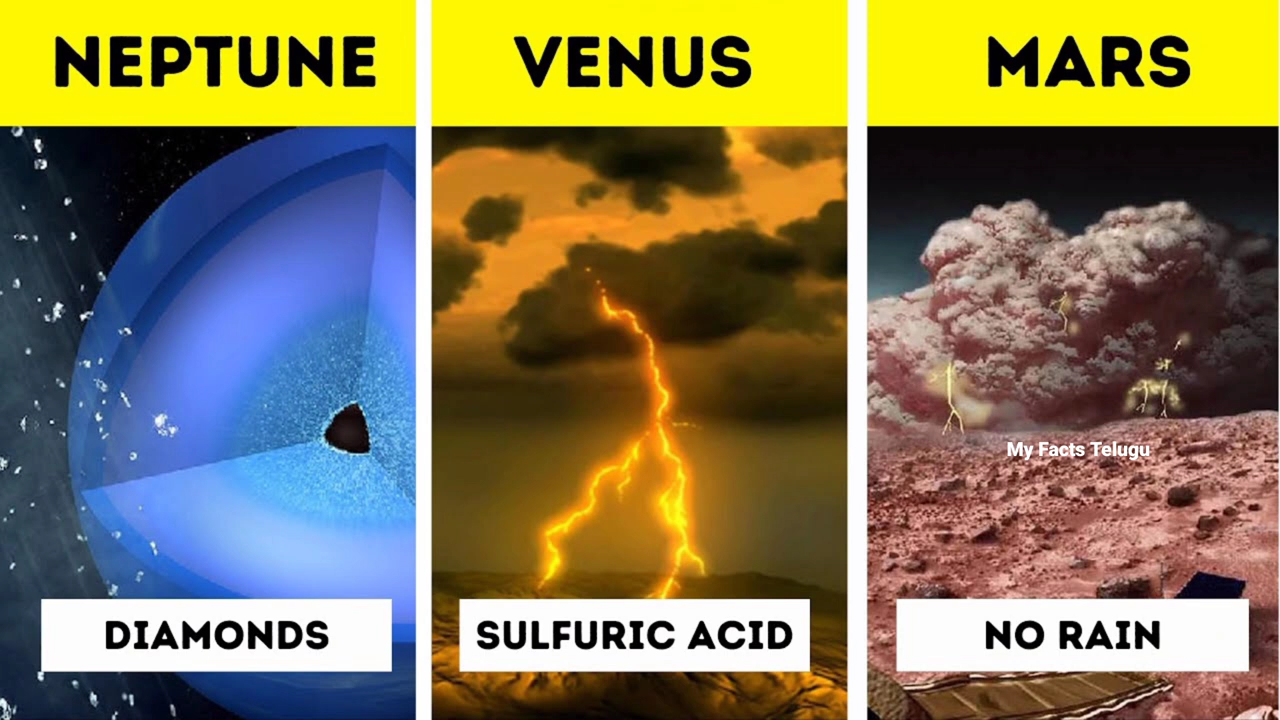 NEPTUNE
VENUS
MARS
My Facts Telugu
DIAMONDS
SULFURIC ACID
NO RAIN